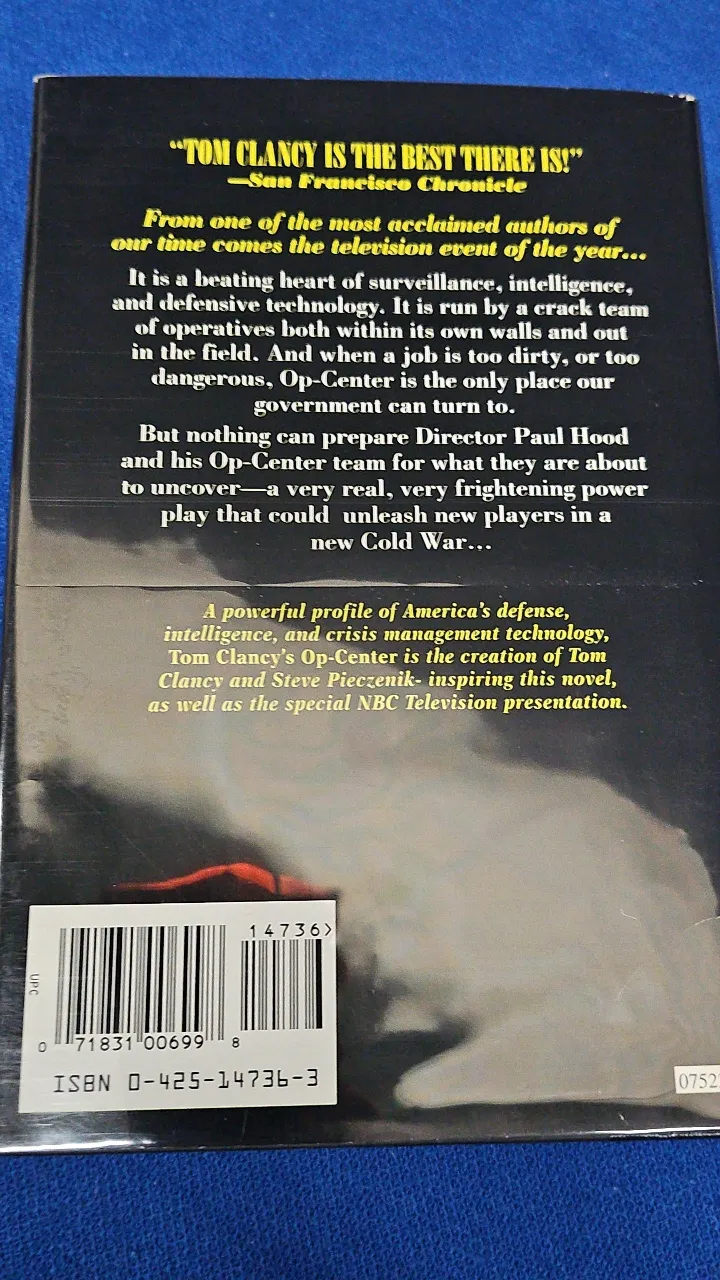 “TOM CLANCY IS THE BEST THERE IS!”
—San Francisco Chronicle
From one of the most acclaimed authors of
our time comes the television event of the year...
It is a beating heart of surveillance, intelligence,
and defensive technology. It is run by a crack team
of operatives both within its own walls and out
in the field. And when a job is too dirty, or too
dangerous, Op-Center is the only place our
government can turn to.
But nothing can prepare Director Paul Hood
and his Op-Center team for what they are about
to uncover—a very real, very frightening power
play that could unleash new players in a
new Cold War...
A powerful profile of America's defense,
intelligence, and crisis management technology,
Tom Clancy's Op-Center is the creation of Tom
Clancy and Steve Pieczenik- inspiring this novel,
as well as the special NBC Television presentation.
14736>
UPC
0 71831 00699 8
ISBN 0-425-14736-3